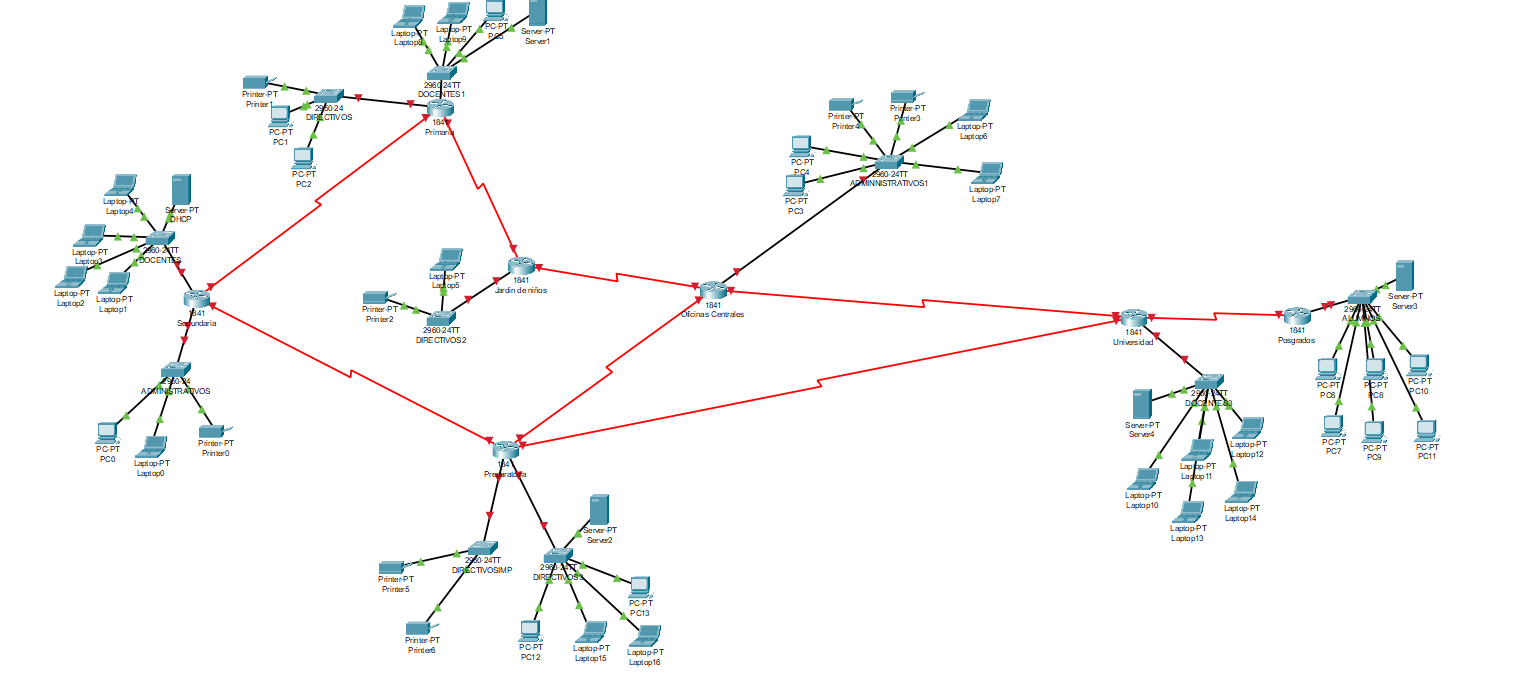 Laptop-PT
Laptop8
Laptop-PT
Laptop9
PC-PT
PC5
Server-PT
Server1
2960-24TT
DOCENTES1
Printer-PT
Printer1
2950-24
DIRECTIVOS
1841
Primaria
PC-PT
PC1
PC-PT
PC2
Printer-PT
Printer4
Printer-PT
Printer3
Laptop-PT
Laptop6
PC-PT
PC4
2960-24TT
ADMINNISTRATIVOS1
PC-PT
PC3
Laptop-PT
Laptop7
Laptop-PT
Laptop4
Server-PT
DHCP
Laptop-PT
Laptop3
2960-24TT
DOCENTES
Laptop-PT
Laptop2
Laptop-PT
Laptop1
1841
Secundaria
Laptop-PT
Laptop5
1841
Jardin de niños
Printer-PT
Printer2
2960-24TT
DIRECTIVOS2
1841
Oficinas Centrales
1841
Universidad
1841
Posgrados
Server-PT
Server3
2960-24TT
ALUMNOS
PC-PT
PC6
PC-PT
PC8
PC-PT
PC10
PC-PT
PC7
PC-PT
PC9
PC-PT
PC11
2950-24
ADMINISTRATIVOS
PC-PT
PC0
Laptop-PT
Laptop0
Printer-PT
Printer0
1841
Preparatoria
2960-24TT
DOCENTES3
Server-PT
Server4
Laptop-PT
Laptop12
Laptop-PT
Laptop11
Laptop-PT
Laptop10
Laptop-PT
Laptop14
Laptop-PT
Laptop13
Server-PT
Server2
2960-24TT
DIRECTIVOSIMP
2960-24TT
DIRECTIVOS3
Printer-PT
Printer5
Printer-PT
Printer6
PC-PT
PC13
PC-PT
PC12
Laptop-PT
Laptop15
Laptop-PT
Laptop16